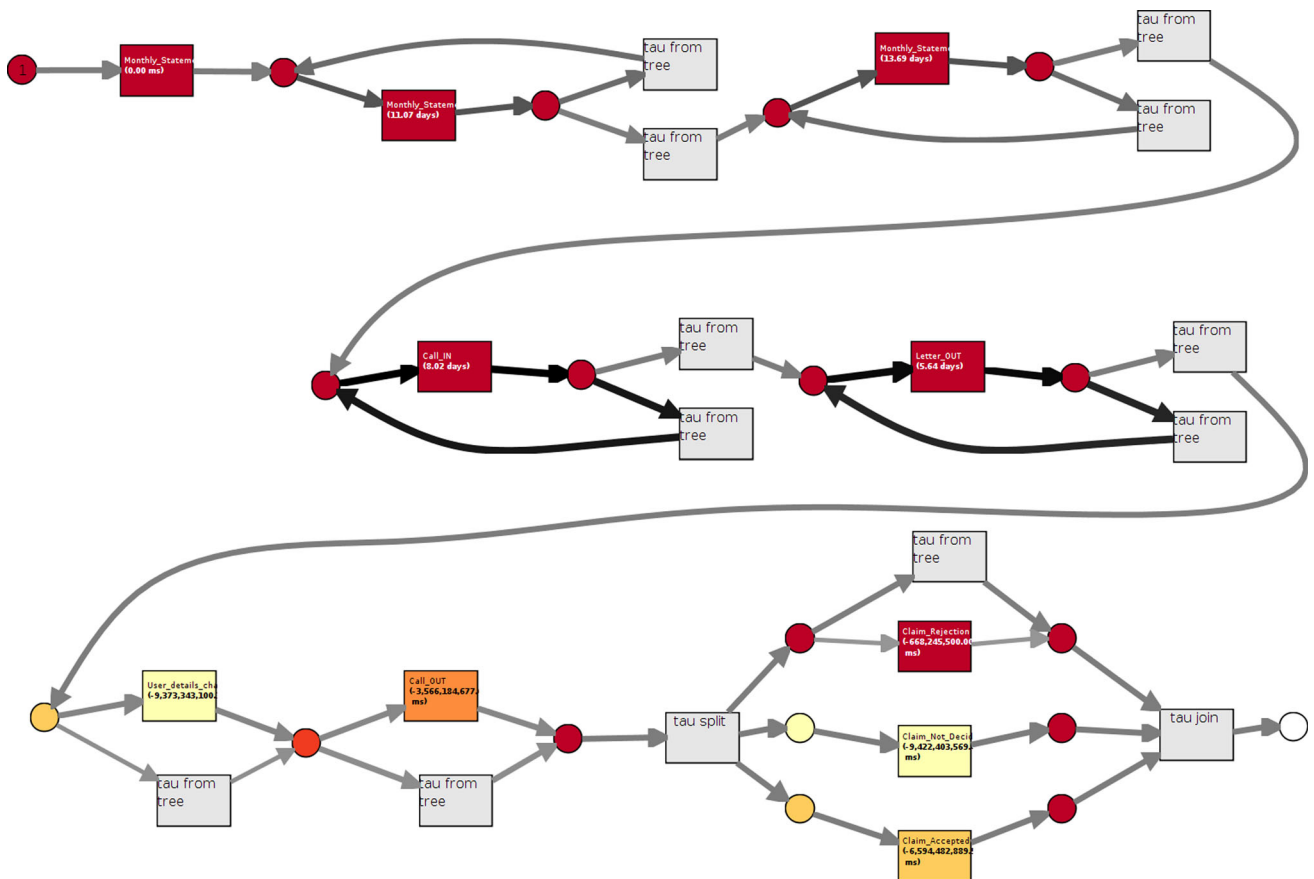 1
Monthly_Stateme
(0.00 ms)
Monthly_Stateme
(11.07 days)
tau from
tree
tau from
tree
Monthly_Stateme
(13.69 days)
tau from
tree
tau from
tree
Call_IN
(8.02 days)
tau from
tree
tau from
tree
Letter_OUT
(5.64 days)
tau from
tree
tau from
tree
User_details_cha
(-9,373,343,100.
tau from
tree
Call_OUT
(-3,566,184,677.
ms)
tau from
tree
tau split
tau from
tree
Claim_Rejection
(-668,245,500.00
ms)
Claim_Not_Decid
(-9,422,403,569.
ms)
Claim_Accepted
(-6,594,482,889.
ms)
tau join